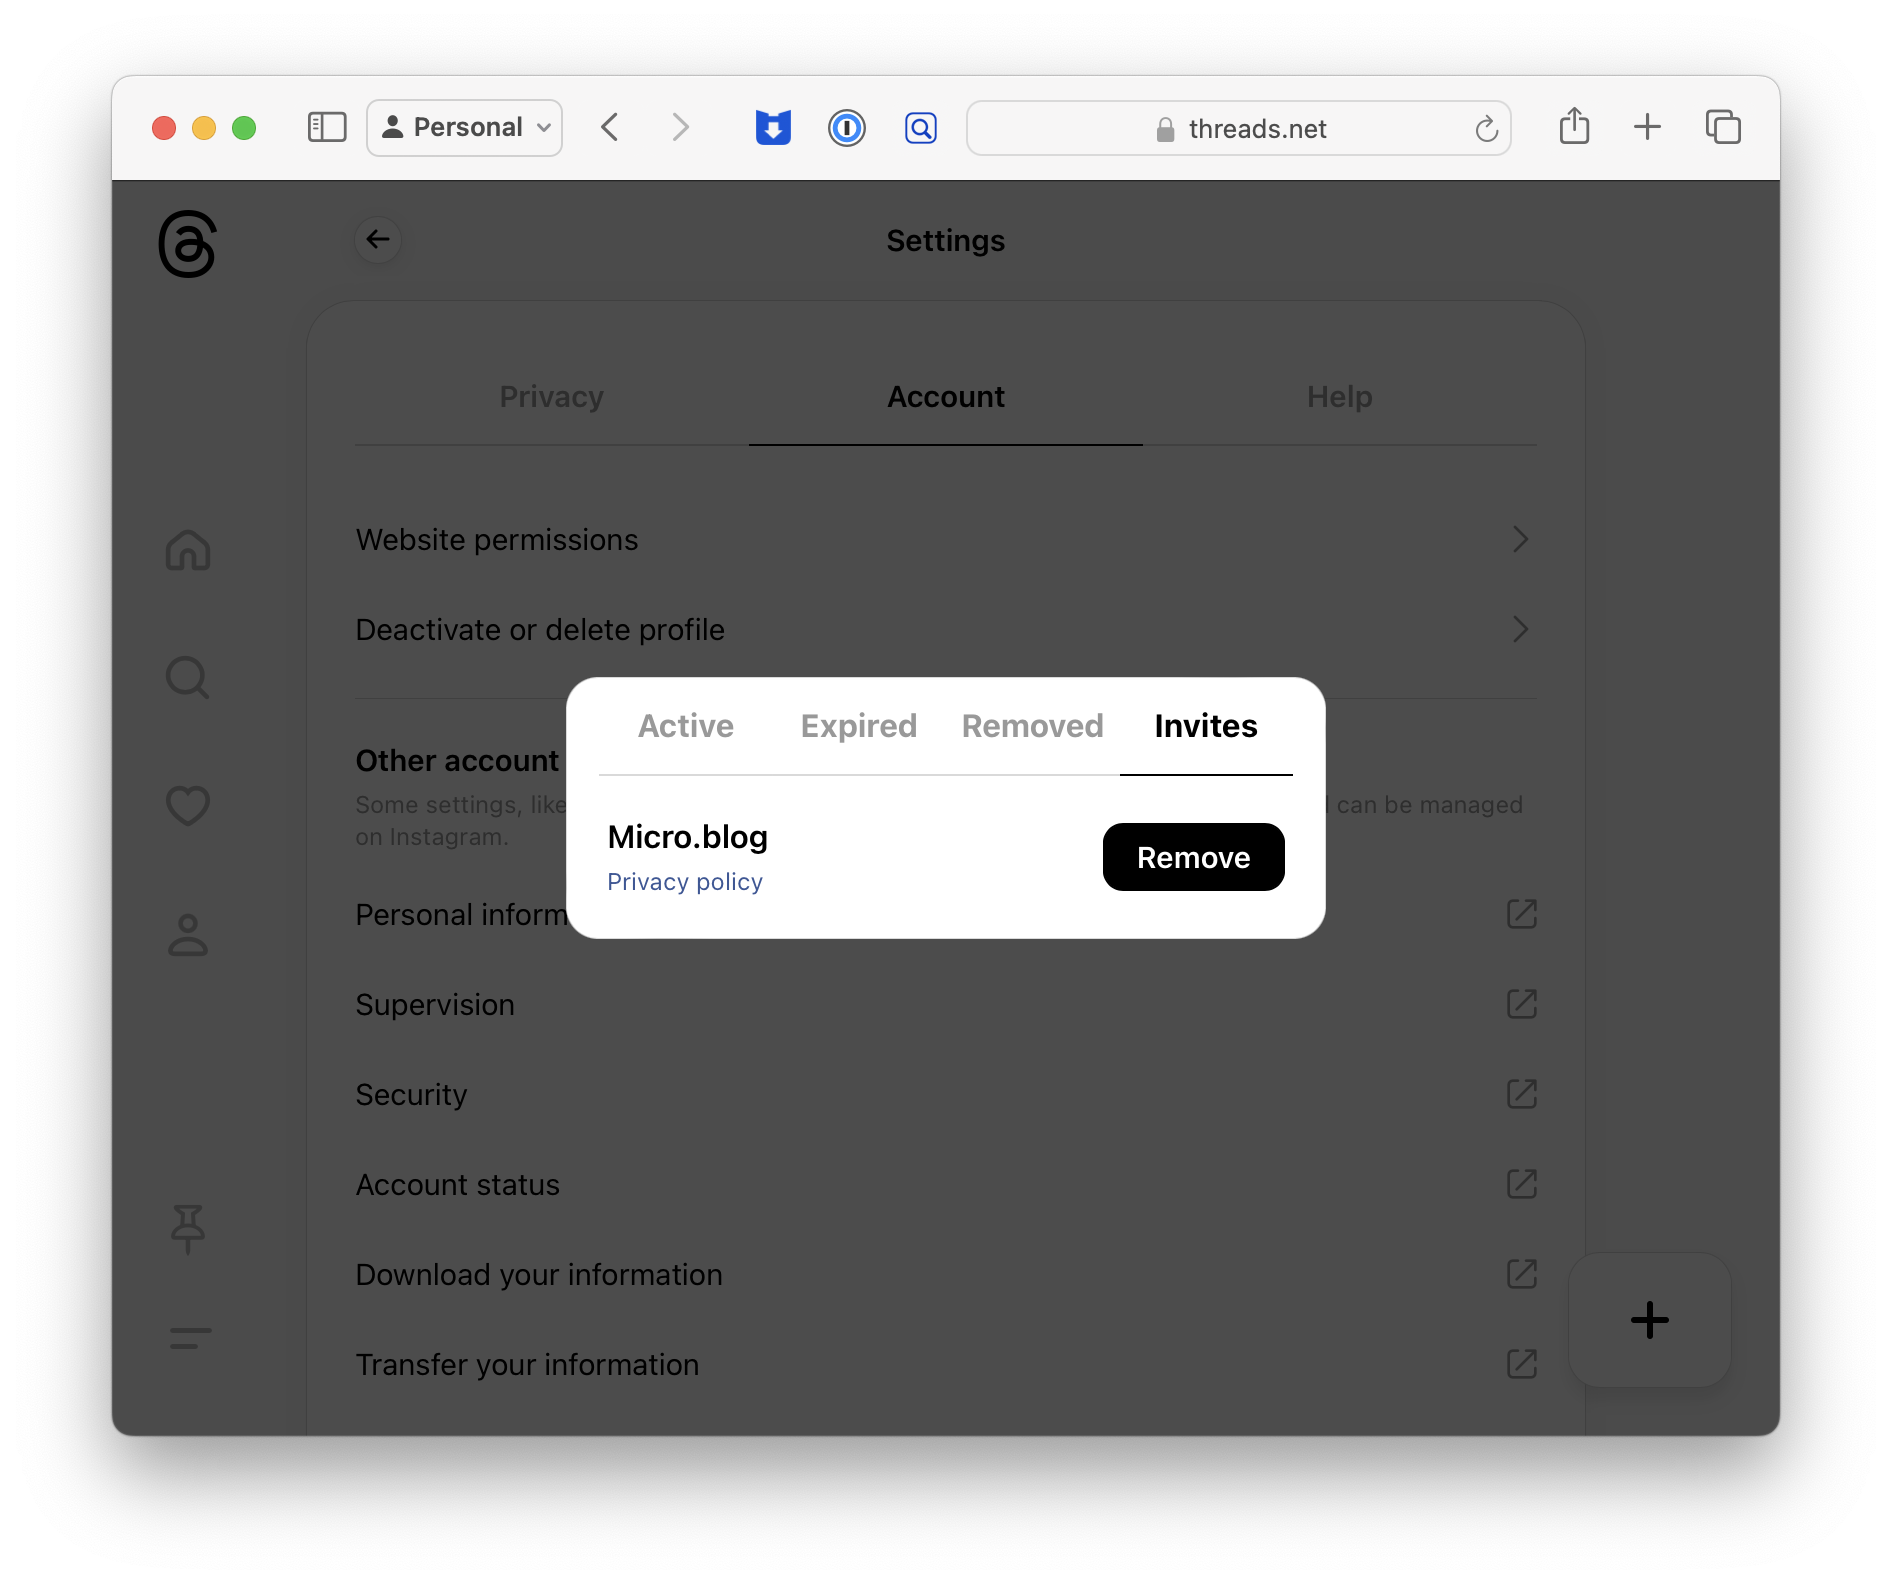 Personal
threads.net
Settings
Privacy Account Help
Website permissions
Deactivate or delete profile
Active Expired Removed Invites
Other account
Some settings, like can be managed
on Instagram.
Micro.blog
Remove
Privacy policy
Personal inform
Supervision
Security
Account status
Download your information
Transfer your information